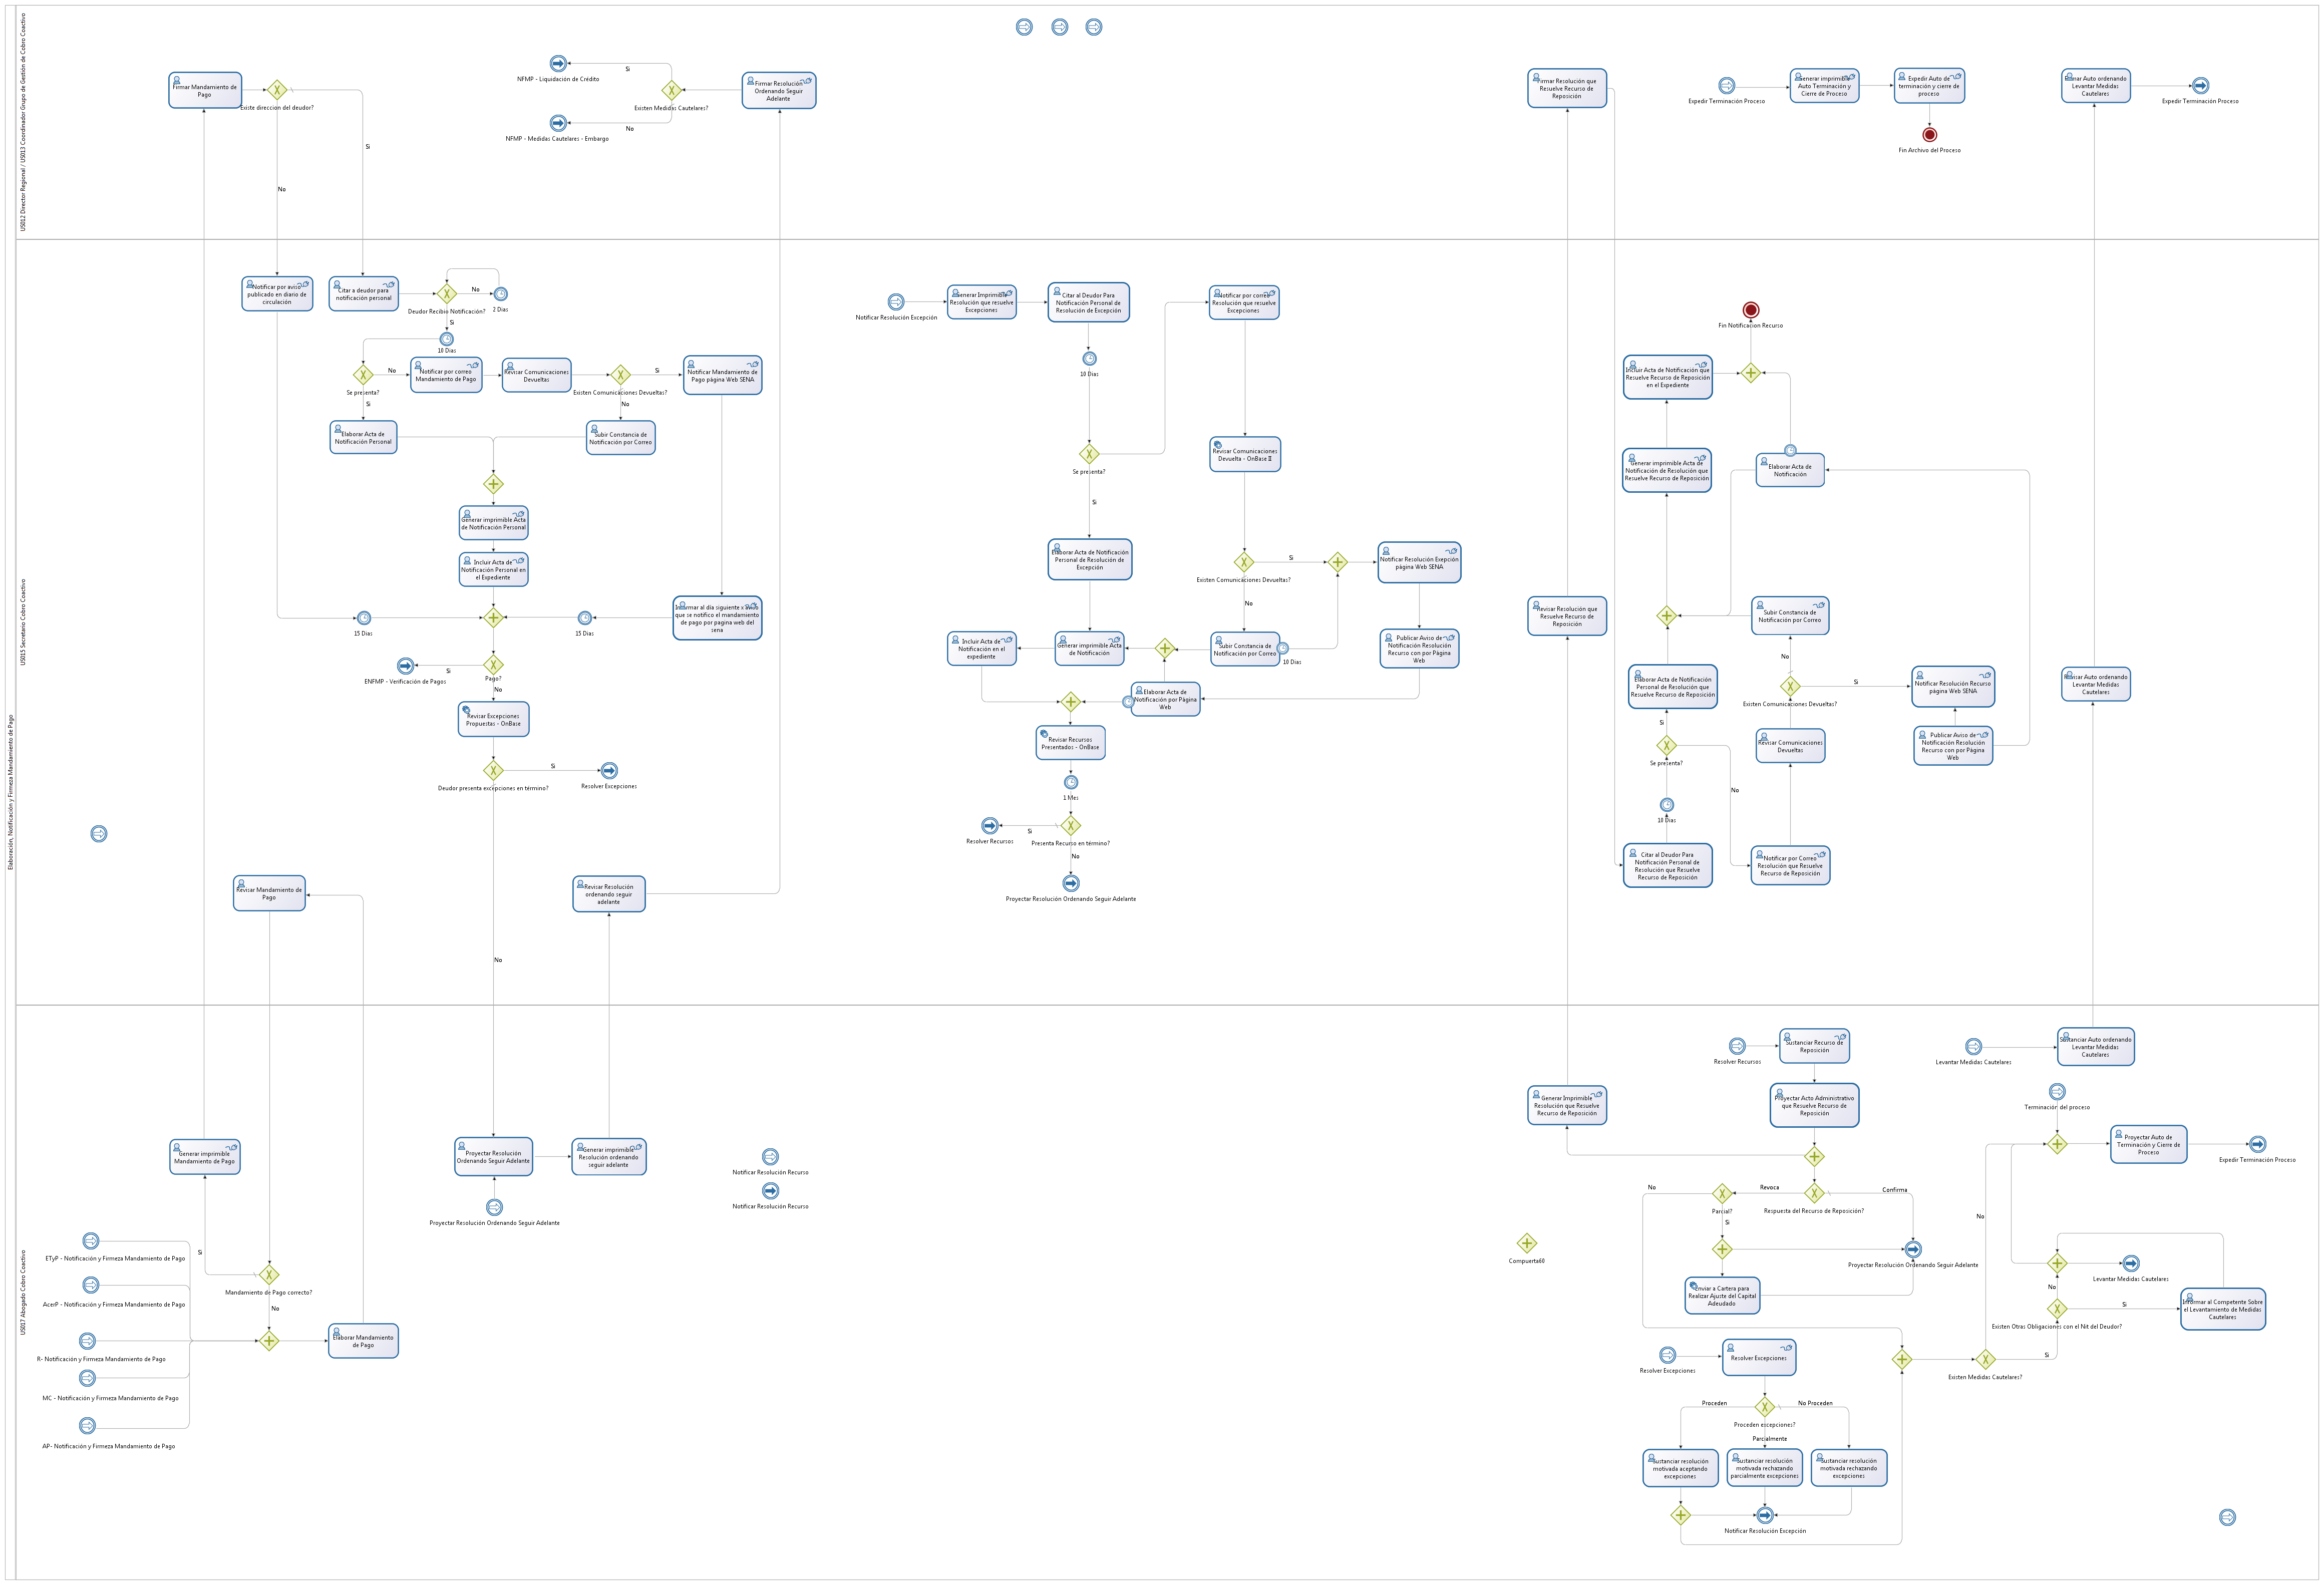 Elaboración, Notificación y Firmeza Mandamiento de Pago
US012 Director Regional / US013 Coordinador Grupo de Gestión de Cobro Coactivo
Firmar Mandamiento de
Pago
Existe dirección del deudor?
Si
No
NFMP - Liquidación de Crédito
Si
Existen Medidas Cautelares?
No
NFMP - Medidas Cautelares - Embargo
Firmar Resolución
Ordenando Seguir
Adelante
Firmar Resolución que
Resuelve Recurso de
Reposición
Expedir Terminación Proceso
Generar imprimible
Auto Terminación y
Cierre de Proceso
Expedir Auto de
terminación y cierre de
proceso
Fin Archivo del Proceso
Auto ordenando
Levantar Medidas
Cautelares
Expedir Terminación Proceso
US015 Secretario Cobro Coactivo
Notificar por aviso
publicado en diario de
circulación
Citar a deudor para
notificación personal
Deudor Recibio Notificación?
No
2 Dias
Si
10 Dias
Se presenta?
No
Si
Notificar por correo
Mandamiento de Pago
Revisar Comunicaciones
Devueltas
Existen Comunicaciones Devueltas?
Si
No
Notificar Mandamiento de
Pago página Web SENA
Elaborar Acta de
Notificación Personal
Subir Constancia de
Notificación por Correo
Generar imprimible Acta
de Notificación Personal
Incluir Acta de
Notificación Personal en
el Expediente
15 Dias
15 Dias
Informar al día siguiente x aviso
que se notifico el mandamiento
de pago por pagina web del
sena
ENFMP - Verificación de Pagos
Si
Pago?
No
Revisar Excepciones
Propuestas - OnBase
Deudor presenta excepciones en término?
Si
Resolver Excepciones
No
Revisar Mandamiento de
Pago
Revisar Resolución
ordenando seguir
adelante
Notificar Resolución Excepción
Generar Imprimible
Resolución que resuelve
Excepciones
Citar al Deudor Para
Notificación Personal de
Resolución de Excepción
10 Dias
Se presenta?
Si
Notificar por correo
Resolución que resuelve
Excepciones
Revisar Comunicaciones
Devuelta - OnBase II
Elaborar Acta de Notificación
Personal de Resolución de
Excepción
Existen Comunicaciones Devueltas?
Si
No
Notificar Resolución Exepción
página Web SENA
Incluir Acta de
Notificación en el
expediente
Generar imprimible Acta
de Notificación
Subir Constancia de
Notificación por Correo
10 Dias
Publicar Aviso de
Notificación Resolución
Recurso con por Página
Web
Elaborar Acta de
Notificación por Página
Web
Revisar Recursos
Presentados - OnBase
1 Mes
Resolver Recursos
Si
Presenta Recurso en término?
No
Proyectar Resolución Ordenando Seguir Adelante
Revisar Resolución que
Resuelve Recurso de
Reposición
Fin Notificacion Recurso
Incluir Acta de Notificación que
Resuelve Recurso de Reposición
en el Expediente
Generar imprimible Acta de
Notificación de Resolución que
Resuelve Recurso de Reposición
Elaborar Acta de
Notificación
Subir Constancia de
Notificación por Correo
No
Elaborar Acta de Notificación
Personal de Resolución que
Resuelve Recurso de Reposición
Existen Comunicaciones Devueltas?
Si
Notificar Resolución Recurso
página Web SENA
Si
Se presenta?
No
Revisar Comunicaciones
Devueltas
Publicar Aviso de
Notificación Resolución
Recurso con por Página
Web
10 Dias
Citar al Deudor Para
Notificación Personal de
Resolución que Resuelve
Recurso de Reposición
Notificar por Correo
Resolución que Resuelve
Recurso de Reposición
Revisar Auto ordenando
Levantar Medidas
Cautelares
US017 Abogado Cobro Coactivo
Generar imprimible
Mandamiento de Pago
Si
Mandamiento de Pago correcto?
No
ETyP - Notificación y Firmeza Mandamiento de Pago
AcerP - Notificación y Firmeza Mandamiento de Pago
R- Notificación y Firmeza Mandamiento de Pago
MC - Notificación y Firmeza Mandamiento de Pago
AP- Notificación y Firmeza Mandamiento de Pago
Elaborar Mandamiento
de Pago
Proyectar Resolución
Ordenando Seguir Adelante
Generar imprimible
Resolución ordenando
seguir adelante
Proyectar Resolución Ordenando Seguir Adelante
Notificar Resolución Recurso
Notificar Resolución Recurso
Compuerta60
Generar Imprimible
Resolución que Resuelve
Recurso de Reposición
Resolver Recursos
Sustanciar Recurso de
Reposición
Proyectar Acto Administrativo
que Resuelve Recurso de
Reposición
No
Parcial?
Revoca
Respuesta del Recurso de Reposición?
Confirma
Si
Proyectar Resolución Ordenando Seguir Adelante
Enviar a Cartera para
Realizar Ajuste del Capital
Adeudado
Resolver Excepciones
Resolver Excepciones
Proceden
Proceden excepciones?
No Proceden
Parcialmente
Sustanciar resolución
motivada aceptando
excepciones
Sustanciar resolución
motivada rechazando
parcialmente excepciones
Sustanciar resolución
motivada rechazando
excepciones
Notificar Resolución Excepción
Levantar Medidas Cautelares
Sustanciar Auto ordenando
Levantar Medidas
Cautelares
Terminación del proceso
Proyectar Auto de
Terminación y Cierre de
Proceso
Expedir Terminación Proceso
No
Levantar Medidas Cautelares
No
Si
Existen Otras Obligaciones con el Nit del Deudor?
Informar al Competente Sobre
el Levantamiento de Medidas
Cautelares
Si
Existen Medidas Cautelares?